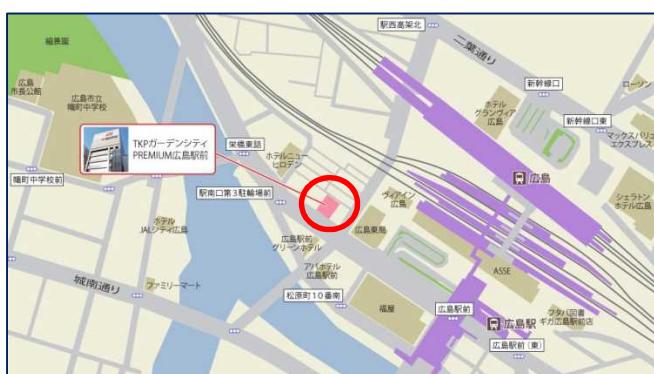 駅西高架北
二葉通り
縮景園
新幹線口
ローソン
広島
市長公館
広島市立
幟町中学校
ホテル
グランヴィア
広島
新幹線口東
マックスバリュ
エクスプレス
TKPガーデンシティ
PREMIUM広島駅前
栄橋東詰
ホテルニュー
ヒロデン
幟町中学校前
駅南口第3駐輪場前
ヴィアイン
広島
広島
シェラトン
ホテル広島
ホテル
JALシティ広島
広島駅前
グリーンホテル
広島東局
アパホテル
広島駅前
ASSE
城南通り
ファミリーマート
松原町10番南
福屋
広島駅前
広島駅
フタバ図書
ギガ広島駅前店
広島駅前(東)